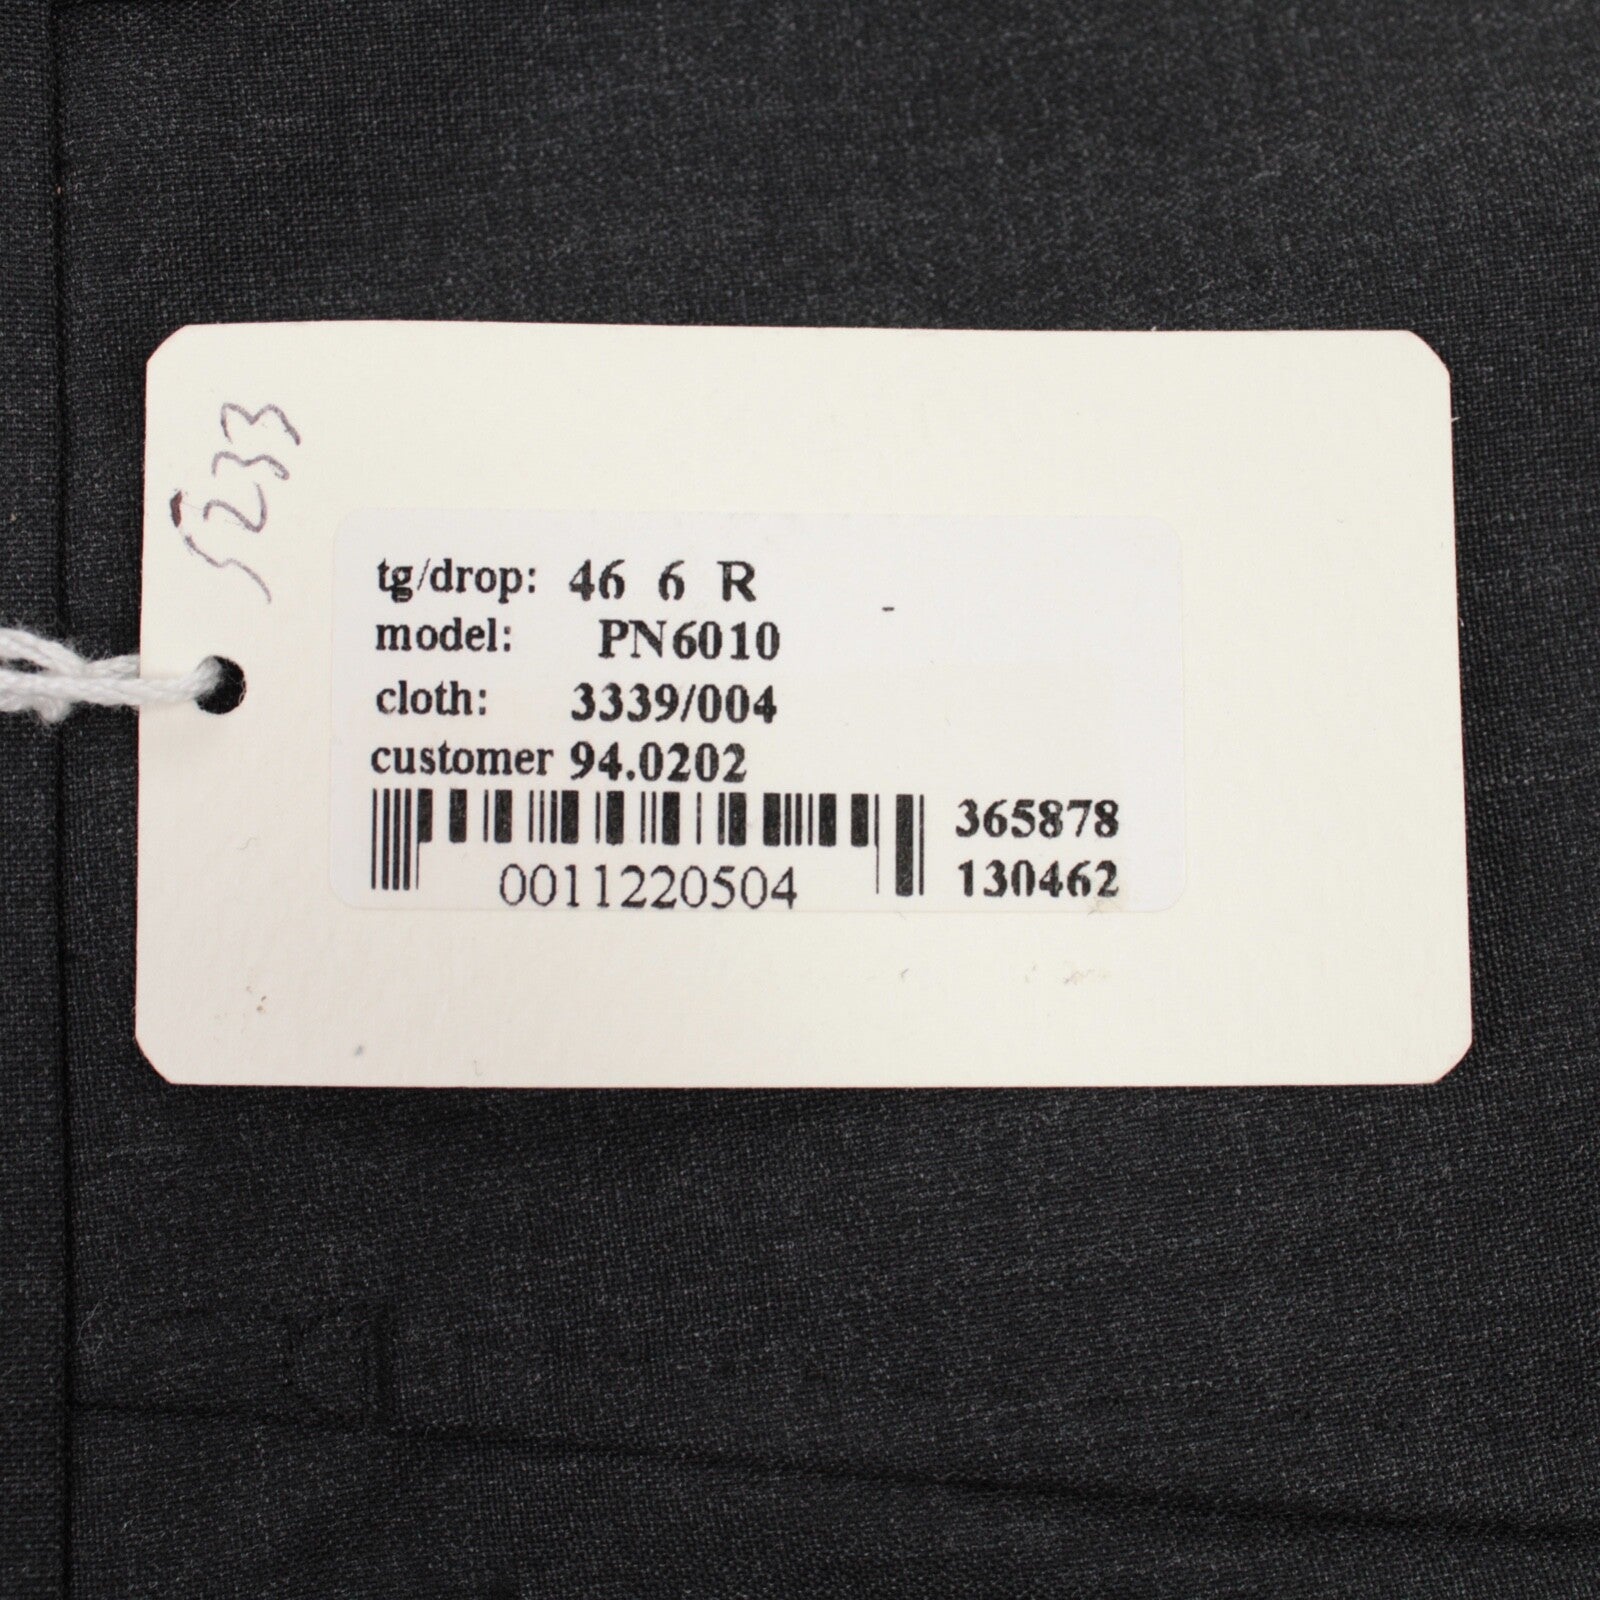 5233
tg/drop: 46 6 R
model: PN6010
cloth: 3339/004
customer 94.0202
365878
0011220504 130462